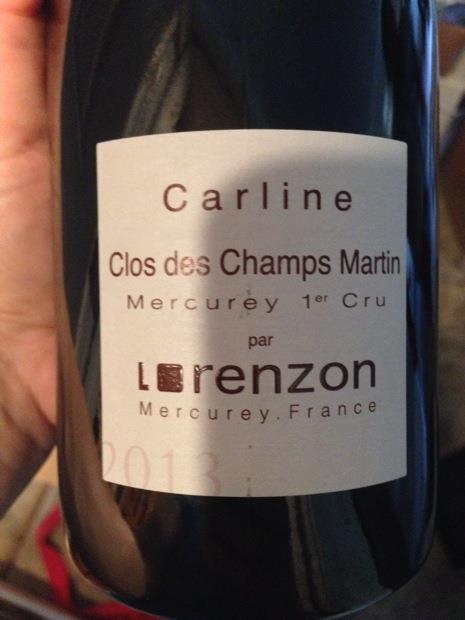 Carline
Clos des Champs Martin
Mercurey 1er Cru
par
Lorenzon
Mercurey.France
2013